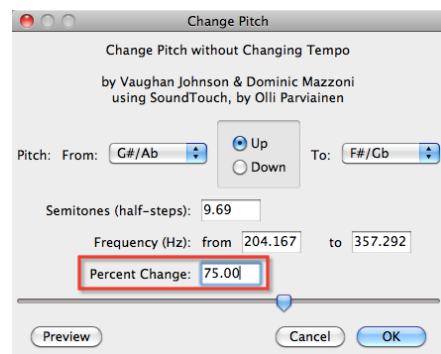 Change Pitch
Change Pitch without Changing Tempo
by Vaughan Johnson & Dominic Mazzoni
using SoundTouch, by Olli Parviainen
Pitch: From: G#/Ab Up To: F#/Gb
Down
Semitones (half-steps): 9.69
Frequency (Hz): from 204.167 to 357.292
Percent Change: 75.00
Preview Cancel OK